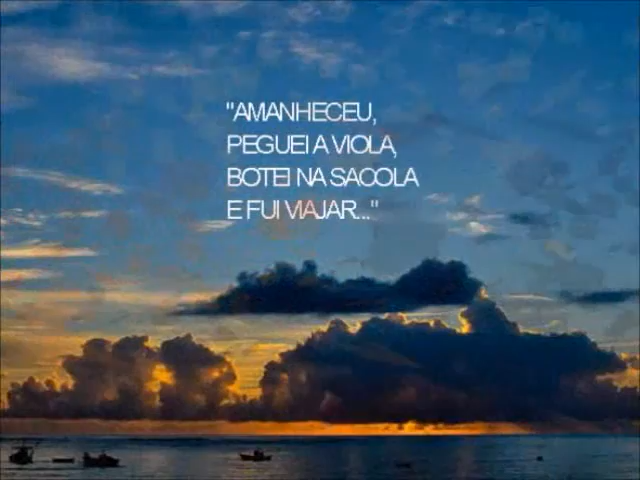 "AMANHECEU,
PEGUEI A VIOLA,
BOTEI NA SACOLA
E FUI VIAJAR..."